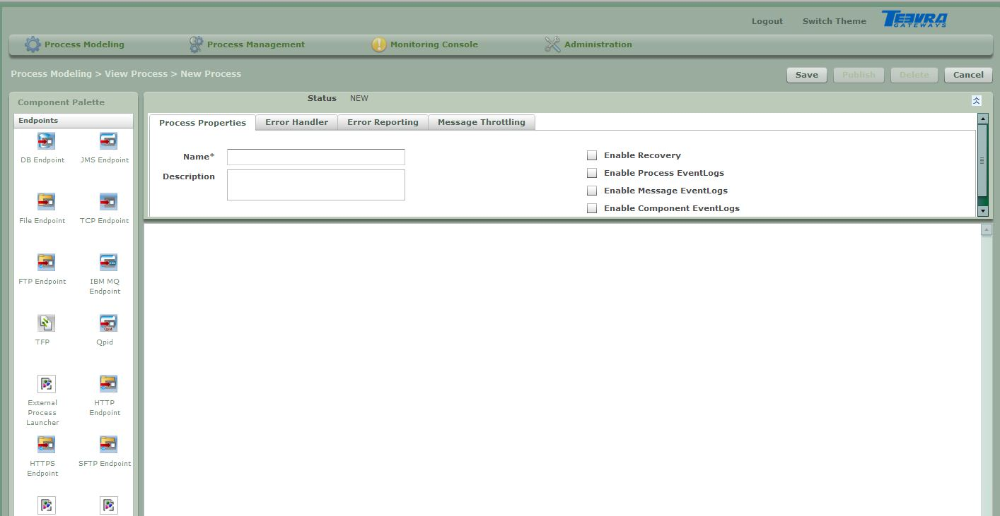 Logout Switch Theme TEEVRA
GATEWAYS
Process Modeling Process Management Monitoring Console Administration
Process Modeling > View Process > New Process Save Publish Delete Cancel
Component Palette
Endpoints
DB Endpoint JMS Endpoint
File Endpoint TCP Endpoint
FTP Endpoint IBM MQ
Endpoint
TFP Qpid
External
Process
Launcher
HTTP
Endpoint
HTTPS
Endpoint
SFTP Endpoint
Status NEW
Process Properties Error Handler Error Reporting Message Throttling
Name*
Description
Enable Recovery
Enable Process EventLogs
Enable Message EventLogs
Enable Component EventLogs